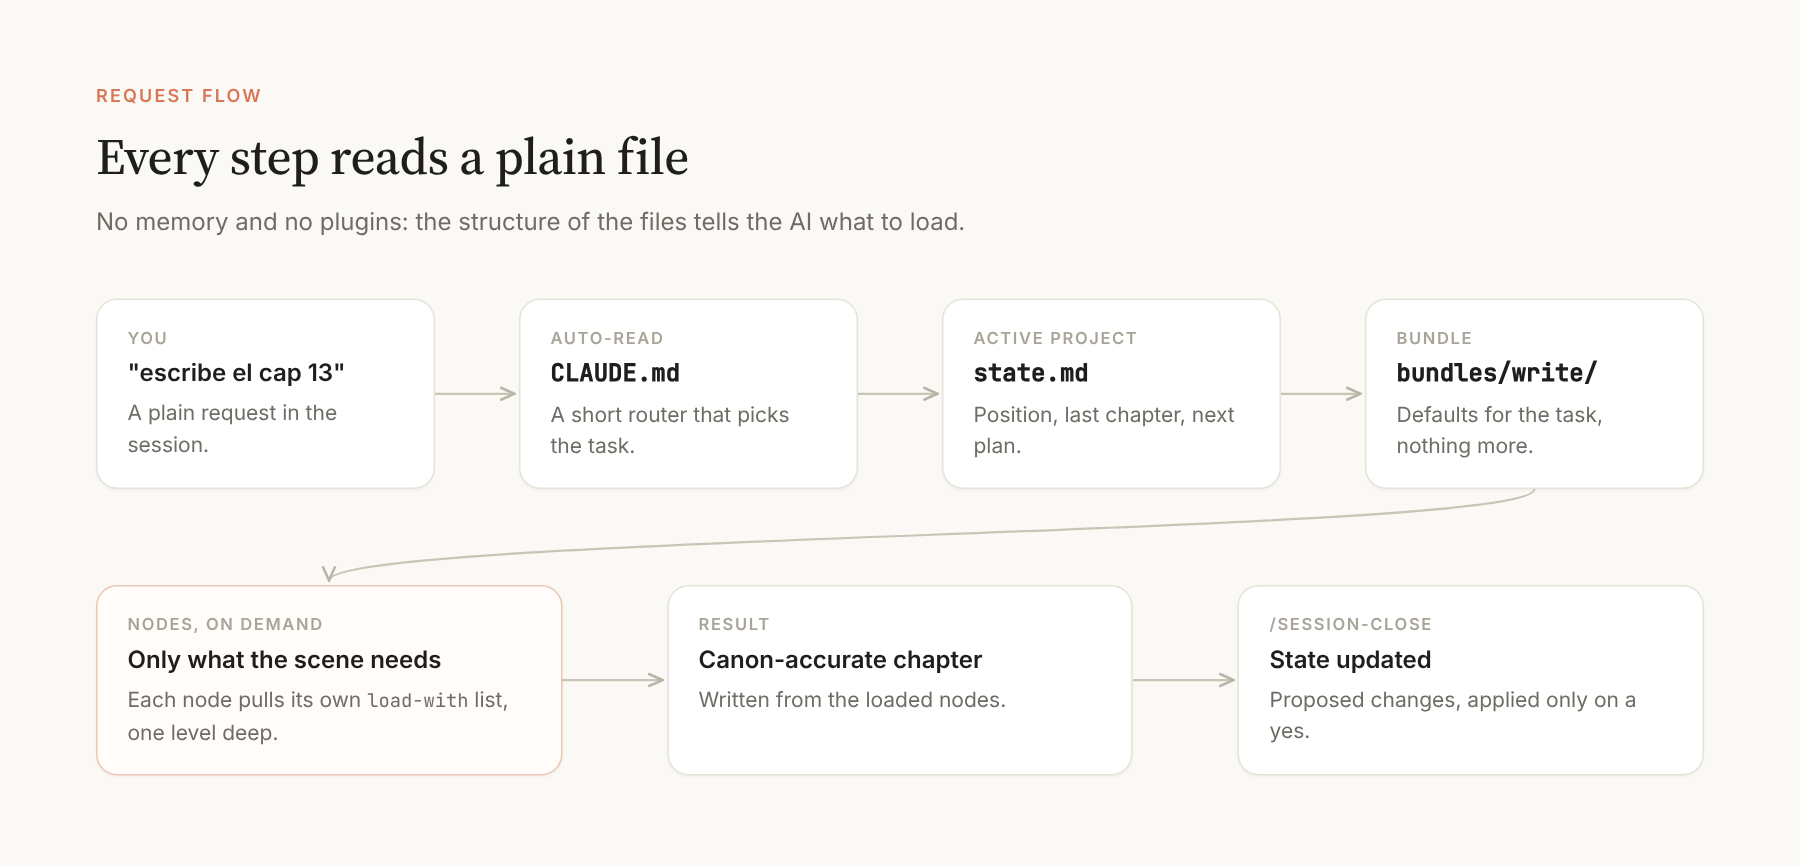 REQUEST FLOW
Every step reads a plain file
No memory and no plugins: the structure of the files tells the AI what to load.
YOU
"escribe el cap 13"
A plain request in the
session.
AUTO-READ
CLAUDE.md
A short router that picks
the task.
ACTIVE PROJECT
state.md
Position, last chapter, next
plan.
BUNDLE
bundles/write/
Defaults for the task,
nothing more.
NODES, ON DEMAND
Only what the scene needs
Each node pulls its own load-with list,
one level deep.
RESULT
Canon-accurate chapter
Written from the loaded nodes.
/SESSION-CLOSE
State updated
Proposed changes, applied only on a
yes.